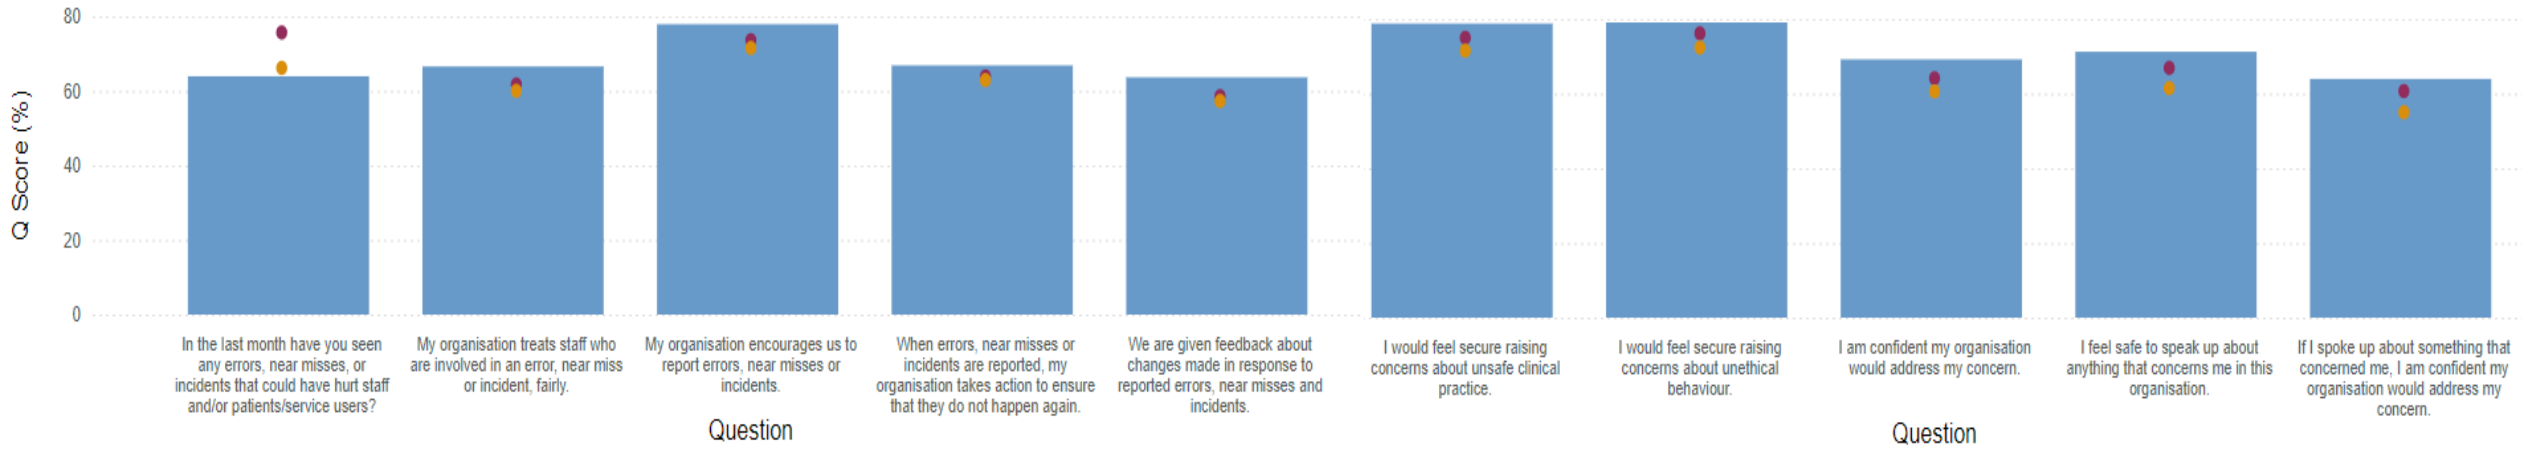 80
60
40
20
0
Q Score (%)
In the last month have you seen
any errors, near misses, or
incidents that could have hurt staff
and/or patients/service users?
My organisation treats staff who
are involved in an error, near miss
or incident, fairly.
My organisation encourages us to
report errors, near misses or
incidents.
When errors, near misses or
incidents are reported, my
organisation takes action to ensure
that they do not happen again.
We are given feedback about
changes made in response to
reported errors, near misses and
incidents.
I would feel secure raising
concerns about unsafe clinical
practice.
I would feel secure raising
concerns about unethical
behaviour.
I am confident my organisation
would address my concern.
I feel safe to speak up about
anything that concerns me in this
organisation.
If I spoke up about something that
concerned me, I am confident my
organisation would address my
concern.
Question
Question